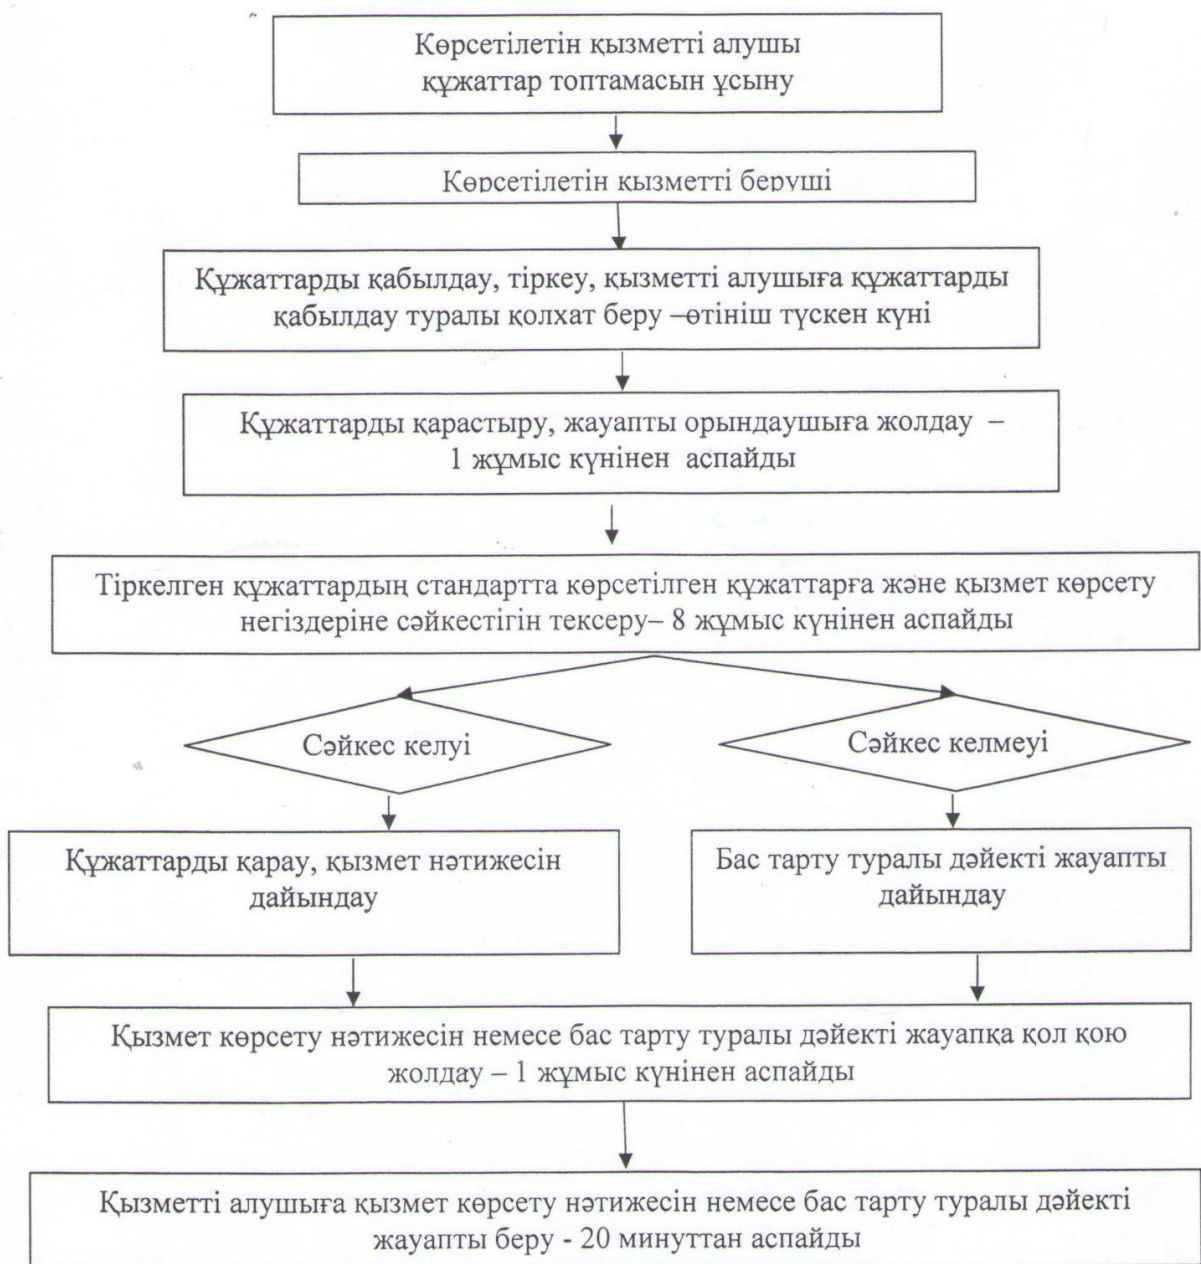 Көрсетілетін қызметті алушы
құжаттар топтамасын ұсыну
Көрсетілетін қызметті беруші
Құжаттарды қабылдау, тіркеу, қызметті алушыға құжаттарды
қабылдау туралы қолхат беру –өтініш түскен күні
Құжаттарды қарастыру, жауапты орындаушыға жолдау –
1 жұмыс күнінен аспайды
Тіркелген құжаттардың стандартта көрсетілген құжаттарға және қызмет көрсету
негіздеріне сәйкестігін тексеру– 8 жұмыс күнінен аспайды
Сәйкес келуі
Сәйкес келмеуі
Құжаттарды қарау, қызмет нәтижесін
дайындау
Бас тарту туралы дәйекті жауапты
дайындау
Қызмет көрсету нәтижесін немесе бас тарту туралы дәйекті жауапқа қол қою
жолдау – 1 жұмыс күнінен аспайды
Қызметті алушыға қызмет көрсету нәтижесін немесе бас тарту туралы дәйекті
жауапты беру - 20 минуттан аспайды